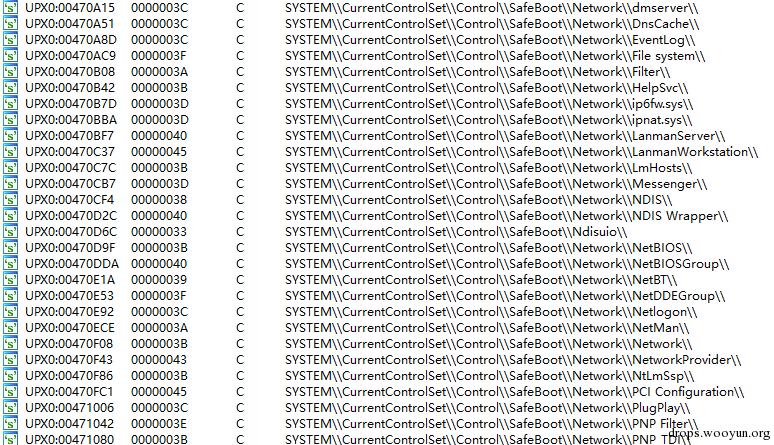 UPX0:00470A15 0000003C C SYSTEM\\CurrentControlSet\\Control\\SafeBoot\\Network\\dmserver\\
UPX0:00470A51 0000003C C SYSTEM\\CurrentControlSet\\Control\\SafeBoot\\Network\\DnsCache\\
UPX0:00470A8D 0000003C C SYSTEM\\CurrentControlSet\\Control\\SafeBoot\\Network\\EventLog\\
UPX0:00470AC9 0000003F C SYSTEM\\CurrentControlSet\\Control\\SafeBoot\\Network\\File system\\
UPX0:00470B08 0000003A C SYSTEM\\CurrentControlSet\\Control\\SafeBoot\\Network\\Filter\\
UPX0:00470B42 0000003B C SYSTEM\\CurrentControlSet\\Control\\SafeBoot\\Network\\HelpSvc\\
UPX0:00470B7D 0000003D C SYSTEM\\CurrentControlSet\\Control\\SafeBoot\\Network\\ip6fw.sys\\
UPX0:00470BBA 0000003D C SYSTEM\\CurrentControlSet\\Control\\SafeBoot\\Network\\ipnat.sys\\
UPX0:00470BF7 00000040 C SYSTEM\\CurrentControlSet\\Control\\SafeBoot\\Network\\LanmanServer\\
UPX0:00470C37 00000045 C SYSTEM\\CurrentControlSet\\Control\\SafeBoot\\Network\\LanmanWorkstation\\
UPX0:00470C7C 0000003B C SYSTEM\\CurrentControlSet\\Control\\SafeBoot\\Network\\LmHosts\\
UPX0:00470CB7 0000003D C SYSTEM\\CurrentControlSet\\Control\\SafeBoot\\Network\\Messenger\\
UPX0:00470CF4 00000038 C SYSTEM\\CurrentControlSet\\Control\\SafeBoot\\Network\\NDIS\\
UPX0:00470D2C 00000040 C SYSTEM\\CurrentControlSet\\Control\\SafeBoot\\Network\\NDIS Wrapper\\
UPX0:00470D6C 00000033 C SYSTEM\\CurrentControlSet\\Control\\SafeBoot\\Ndisuio\\
UPX0:00470D9F 0000003B C SYSTEM\\CurrentControlSet\\Control\\SafeBoot\\Network\\NetBIOS\\
UPX0:00470DDA 00000040 C SYSTEM\\CurrentControlSet\\Control\\SafeBoot\\Network\\NetBIOSGroup\\
UPX0:00470E1A 00000039 C SYSTEM\\CurrentControlSet\\Control\\SafeBoot\\Network\\NetBT\\
UPX0:00470E53 0000003F C SYSTEM\\CurrentControlSet\\Control\\SafeBoot\\Network\\NetDDEGroup\\
UPX0:00470E92 0000003C C SYSTEM\\CurrentControlSet\\Control\\SafeBoot\\Network\\Netlogon\\
UPX0:00470ECE 0000003A C SYSTEM\\CurrentControlSet\\Control\\SafeBoot\\Network\\NetMan\\
UPX0:00470F08 0000003B C SYSTEM\\CurrentControlSet\\Control\\SafeBoot\\Network\\Network\\
UPX0:00470F43 00000043 C SYSTEM\\CurrentControlSet\\Control\\SafeBoot\\Network\\NetworkProvider\\
UPX0:00470F86 0000003B C SYSTEM\\CurrentControlSet\\Control\\SafeBoot\\Network\\NtLmSsp\\
UPX0:00470FC1 00000045 C SYSTEM\\CurrentControlSet\\Control\\SafeBoot\\Network\\PCI Configuration\\
UPX0:00471006 0000003C C SYSTEM\\CurrentControlSet\\Control\\SafeBoot\\Network\\PlugPlay\\
UPX0:00471042 0000003E C SYSTEM\\CurrentControlSet\\Control\\SafeBoot\\Network\\PNP Filter\\
UPX0:00471080 0000003B C SYSTEM\\CurrentControlSet\\Control\\SafeBoot\\Network\\PNP TDI\\
drops.wooyun.org